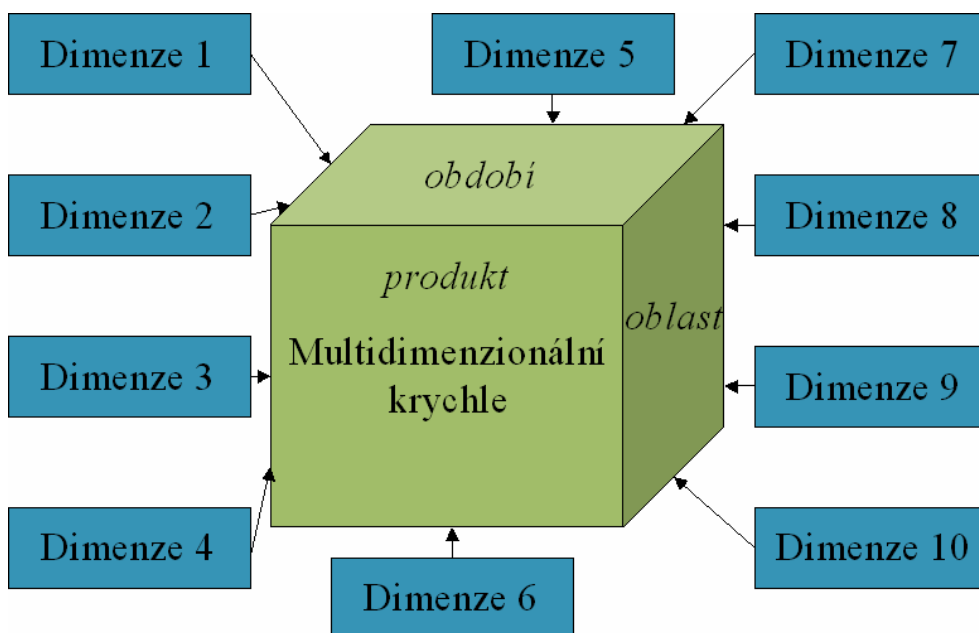 Dimenze 1
Dimenze 5
Dimenze 7
období
Dimenze 2
Dimenze 8
produkt
oblast
Multidimenzionální
krychle
Dimenze 3
Dimenze 9
Dimenze 4
Dimenze 10
Dimenze 6